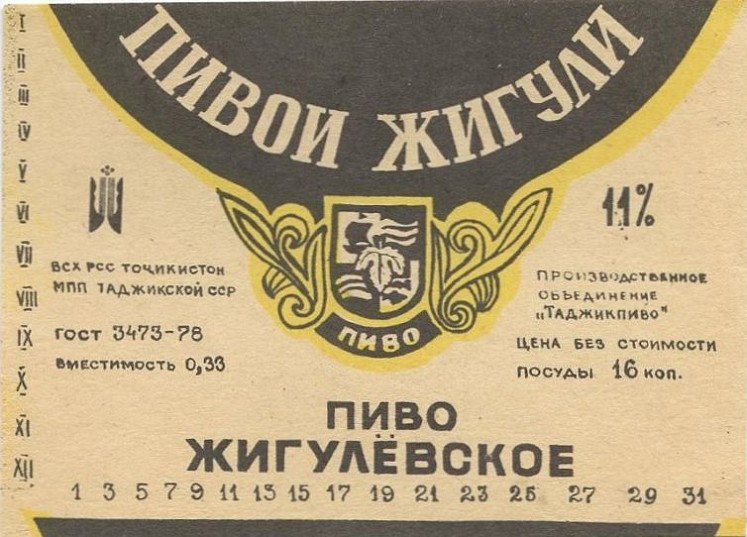 ПИВОИ ЖИГУЛИ
I
II
III
IV
V
VI
VII
VIII
IX
X
XI
XII
11%
ВСХ РСС ТОҶИКИСТОН
МПП ТАДЖИКСКОЙ ССР
ГОСТ 3473-78
ВМЕСТИМОСТЬ 0,33
ПИВО
ПРОИЗВОДСТВЕННОЕ
ОБЪЕДИНЕНИЕ
„ТАДЖИКПИВО"
ЦЕНА БЕЗ СТОИМОСТИ
ПОСУДЫ 16 КОП.
ПИВО
ЖИГУЛЁВСКОЕ
1 3 5 7 9 11 13 15 17 19 21 23 25 27 29 31